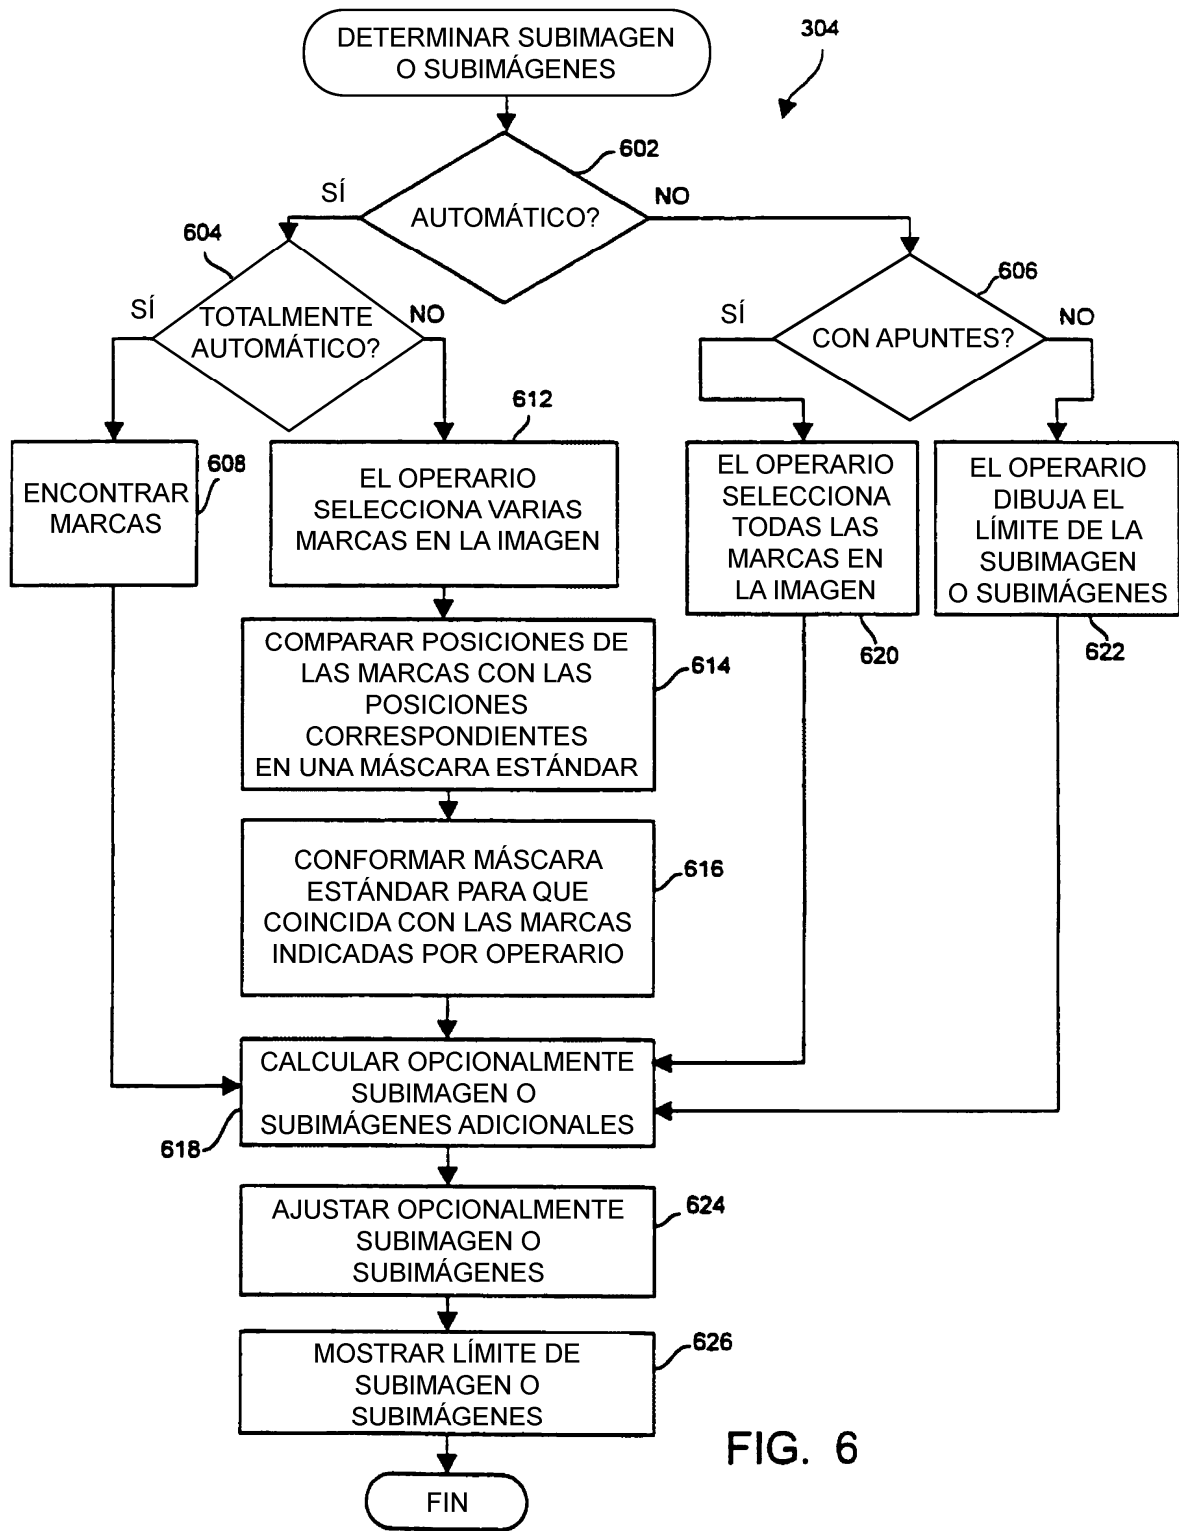 DETERMINAR SUBIMAGEN
O SUBIMÁGENES
304
602
SÍ
AUTOMÁTICO?
NO
604
SÍ
TOTALMENTE
AUTOMÁTICO?
NO
606
SÍ
CON APUNTES?
NO
608
ENCONTRAR
MARCAS
612
EL OPERARIO
SELECCIONA VARIAS
MARCAS EN LA IMAGEN
EL OPERARIO
SELECCIONA
TODAS LAS
MARCAS EN
LA IMAGEN
620
EL OPERARIO
DIBUJA EL
LÍMITE DE LA
SUBIMAGEN
O SUBIMÁGENES
622
COMPARAR POSICIONES DE
LAS MARCAS CON LAS
POSICIONES
CORRESPONDIENTES
EN UNA MÁSCARA ESTÁNDAR
614
CONFORMAR MÁSCARA
ESTÁNDAR PARA QUE
COINCIDA CON LAS MARCAS
INDICADAS POR OPERARIO
616
CALCULAR OPCIONALMENTE
SUBIMAGEN O
SUBIMÁGENES ADICIONALES
618
AJUSTAR OPCIONALMENTE
SUBIMAGEN O
SUBIMÁGENES
624
MOSTRAR LÍMITE DE
SUBIMAGEN O
SUBIMÁGENES
626
FIN
FIG. 6